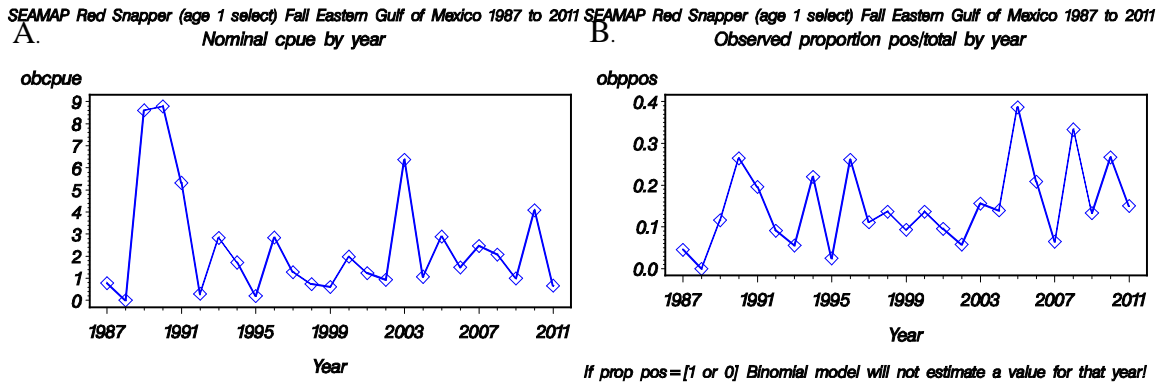 SEAMAP Red Snapper (age 1 select) Fall Eastern Gulf of Mexico 1987 to 2011
A.
Nominal cpue by year
obcpue
9
8
7
6
5
4
3
2
1
0
1987 1991 1995 1999 2003 2007 2011
Year
SEAMAP Red Snapper (age 1 select) Fall Eastern Gulf of Mexico 1987 to 2011
B.
Observed proportion pos/total by year
obppos
0.4
0.3
0.2
0.1
0.0
1987 1991 1995 1999 2003 2007 2011
Year
If prop pos=[1 or 0] Binomial model will not estimate a value for that year!